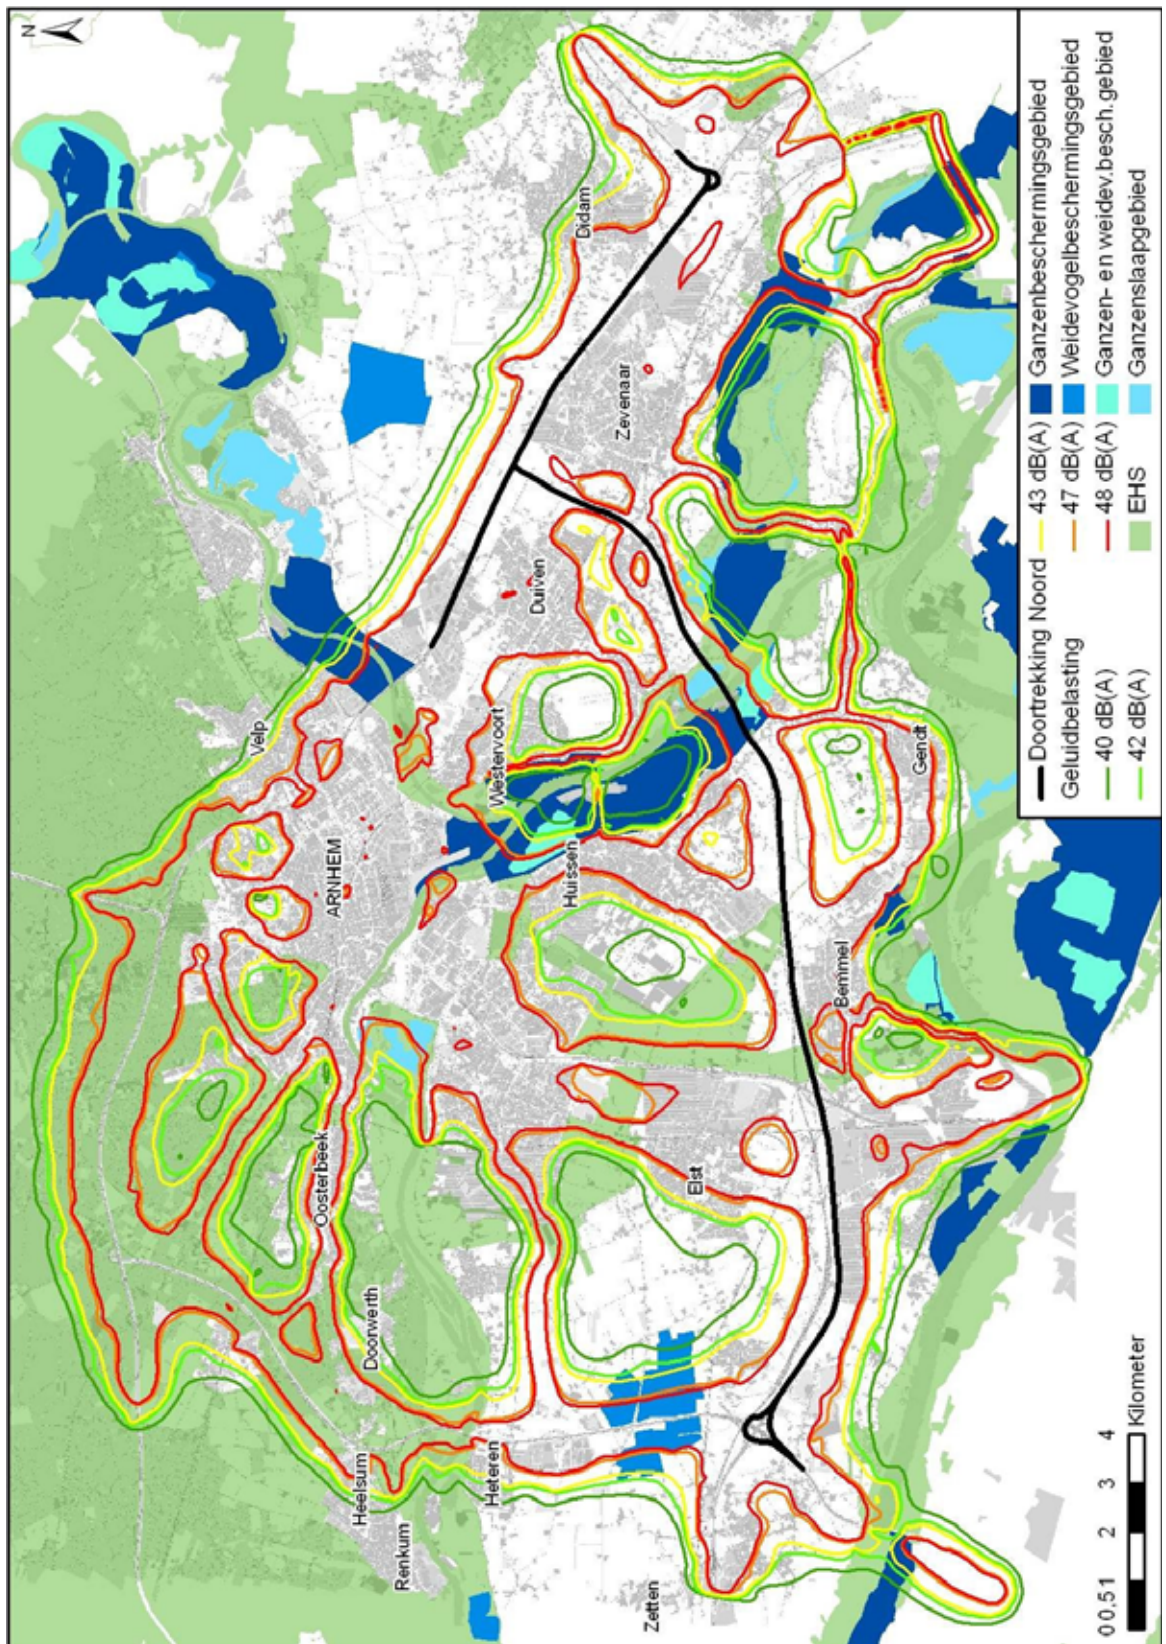 N
Velp
Didam
ARNHEM
Westervoort
Duiven
Zevenaar
Oosterbeek
Huissen
Doorwerth
Heelsum
Renkum
Heteren
Elst
Bemmel
Gendt
Zetten
0 0.5 1 2 3 4
Kilometer
Doortrekking Noord
Geluidbelasting
40 dB(A)
42 dB(A)
43 dB(A)
47 dB(A)
48 dB(A)
EHS
Ganzenbeschermingsgebied
Weidevogelbeschermingsgebied
Ganzen- en weidev.besch.gebied
Ganzenslaapgebied